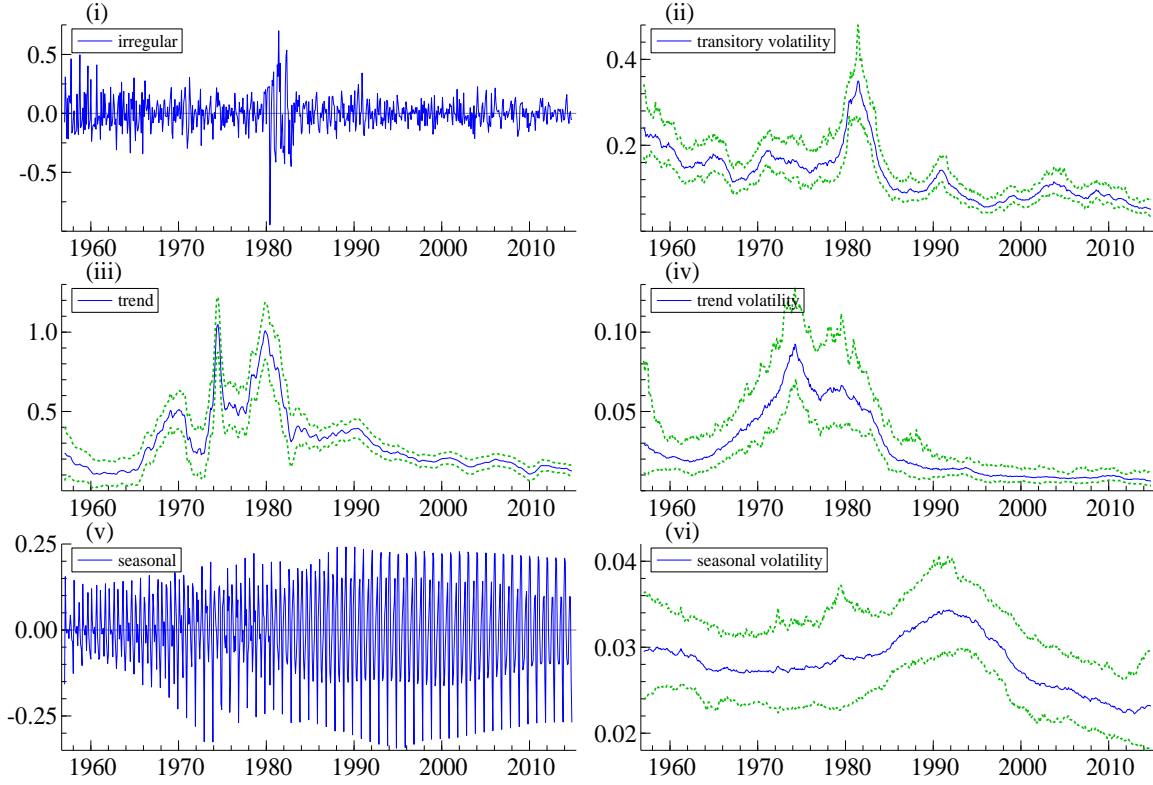 (i)
irregular
0.5
0.0
-0.5
1960 1970 1980 1990 2000 2010
(ii)
transitory volatility
0.4
0.2
1960 1970 1980 1990 2000 2010
(iii)
trend
1.0
0.5
1960 1970 1980 1990 2000 2010
(iv)
trend volatility
0.10
0.05
1960 1970 1980 1990 2000 2010
(v)
seasonal
0.25
0.00
-0.25
1960 1970 1980 1990 2000 2010
(vi)
seasonal volatility
0.04
0.03
0.02
1960 1970 1980 1990 2000 2010